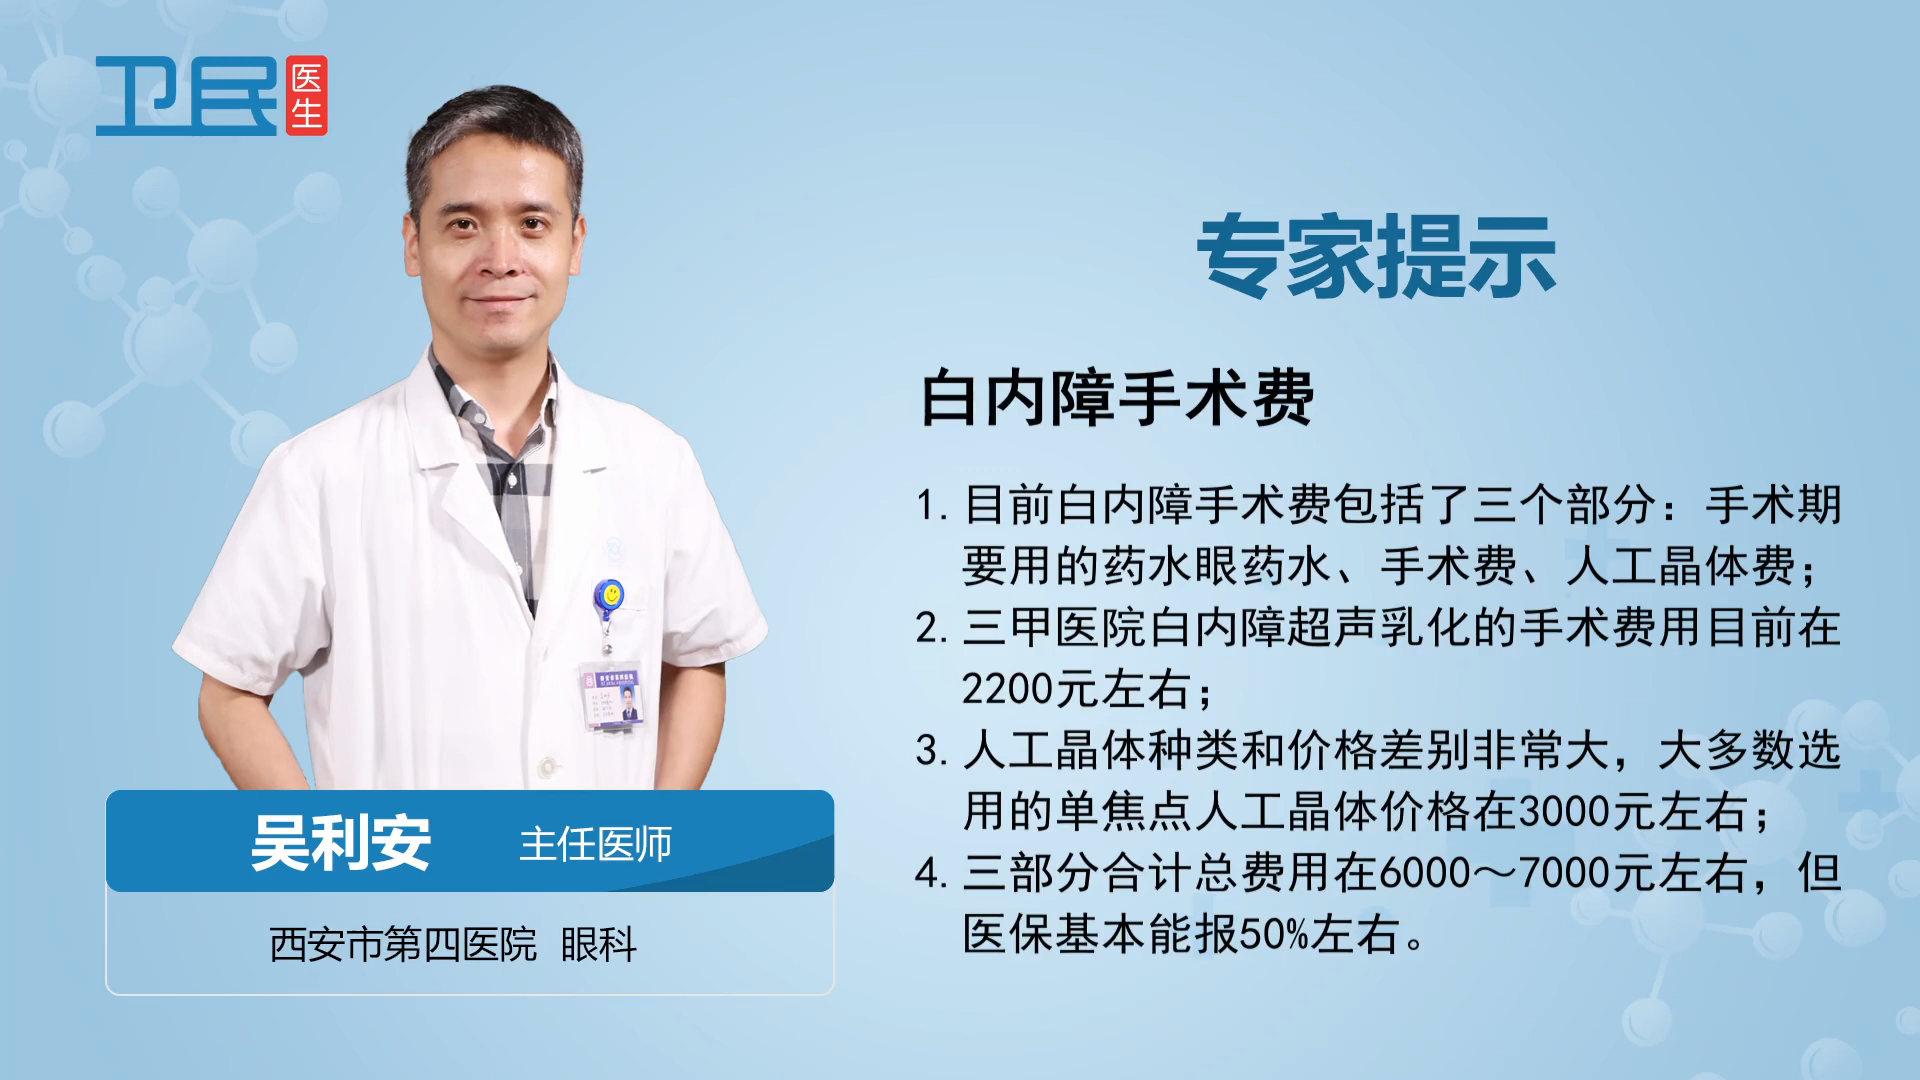 卫民医生
专家提示
白内障手术费
1. 目前白内障手术费包括了三个部分：手术期
要用的药水眼药水、手术费、人工晶体费；
2. 三甲医院白内障超声乳化的手术费用目前在
2200元左右；
3. 人工晶体种类和价格差别非常大，大多数选
用的单焦点人工晶体价格在3000元左右；
4. 三部分合计总费用在6000～7000元左右，但
医保基本能报50%左右。
吴利安 主任医师
西安市第四医院 眼科